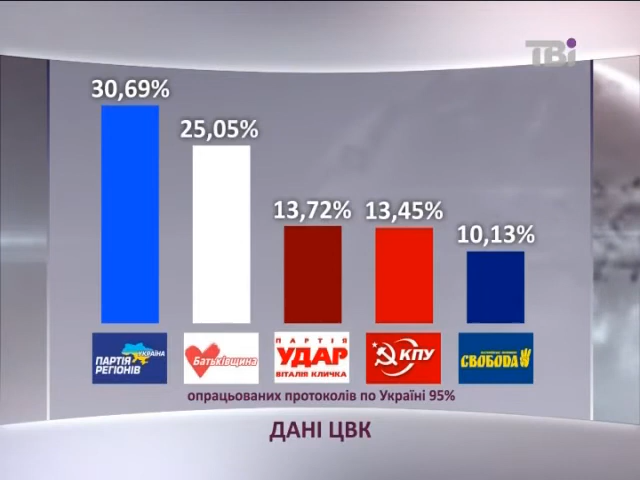 ТВі
30,69%
25,05%
13,72%
13,45%
10,13%
УКРАЇНА
ПАРТІЯ
РЕГІОНІВ
Батьківщина
ПАРТІЯ
УДАР
ВІТАЛІЯ КЛИЧКА
КПУ
СВОБОДА
опрацьованих протоколів по Україні 95%
ДАНІ ЦВК